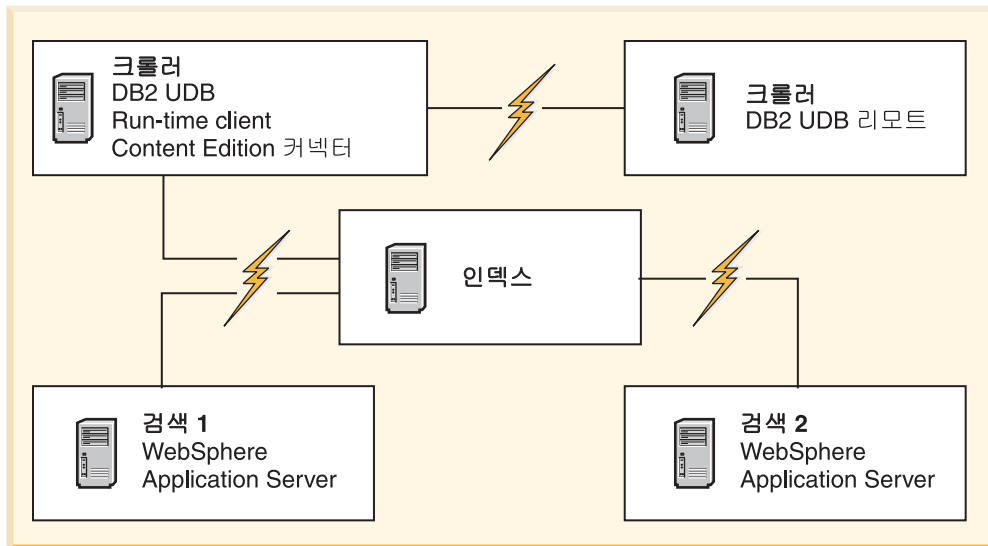 크롤러
DB2 UDB
Run-time client
Content Edition 커넥터
크롤러
DB2 UDB 리모트
인덱스
검색 1
WebSphere
Application Server
검색 2
WebSphere
Application Server